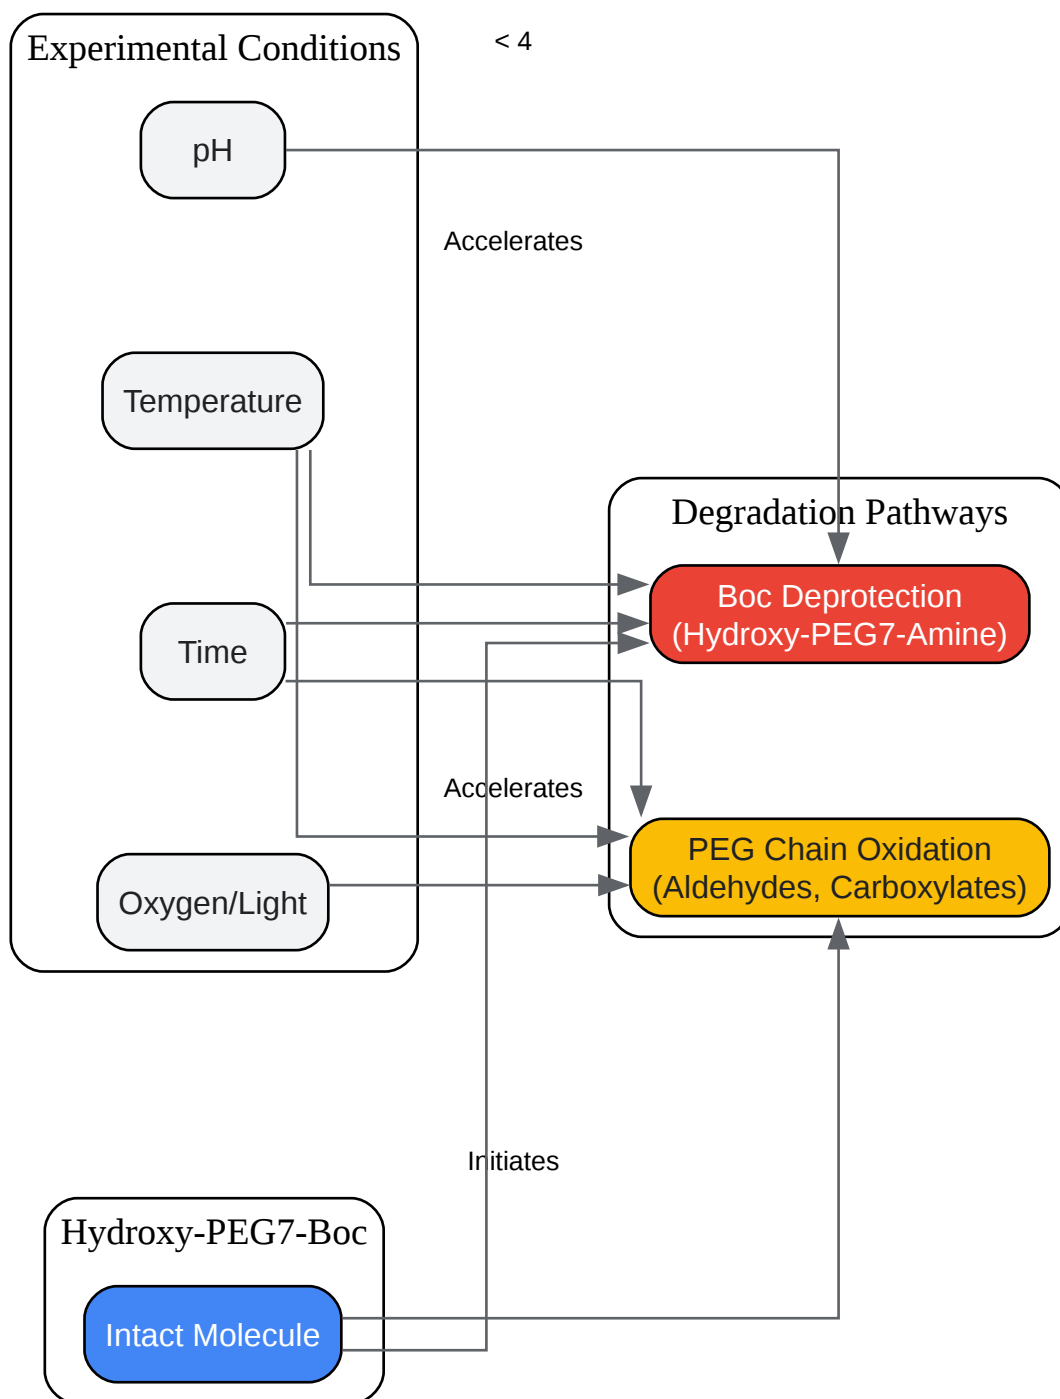 Experimental Conditions
< 4
pH
Accelerates
Temperature
Degradation Pathways
Boc Deprotection
(Hydroxy-PEG7-Amine)
Time
Accelerates
PEG Chain Oxidation
(Aldehydes, Carboxylates)
Oxygen/Light
Initiates
Hydroxy-PEG7-Boc
Intact Molecule